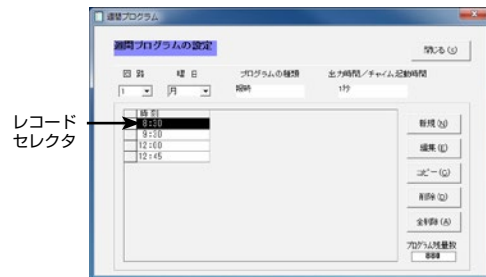 週間プログラム
週間プログラムの設定
閉じる(X)
回 路 曜 日 プログラムの種類 出力時間/チャイム起動時間
1 月 瞬時 1秒
レコード
セレクタ
時 刻
8:30
9:30
12:00
12:45
新規(N)
編集(E)
コピー(C)
削除(D)
全削除(A)
プログラム残量数
880